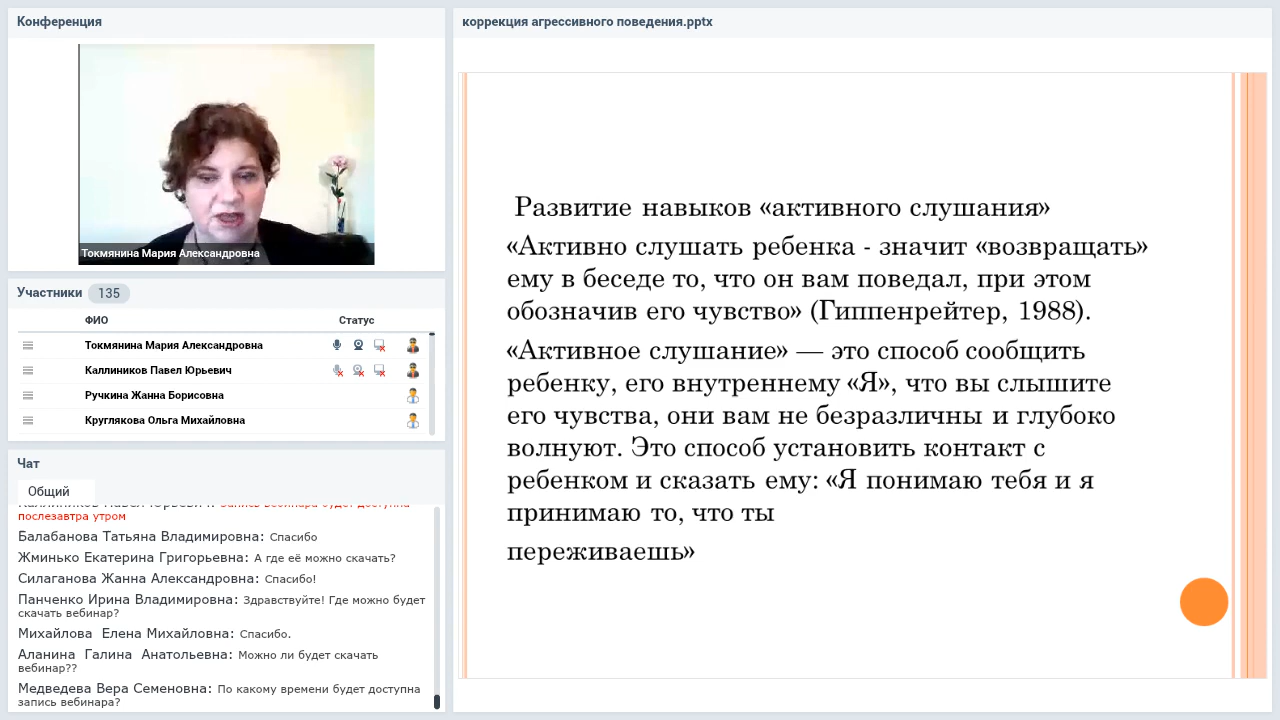 Конференция
Токмянина Мария Александровна
Участники 135
ФИО Статус
Токмянина Мария Александровна
Каллиников Павел Юрьевич
Ручкина Жанна Борисовна
Круглякова Ольга Михайловна
Чат
Общий
послезавтра утром
Балабанова Татьяна Владимировна: Спасибо
Жминько Екатерина Григорьевна: А где её можно скачать?
Силаганова Жанна Александровна: Спасибо!
Панченко Ирина Владимировна: Здравствуйте! Где можно будет
скачать вебинар?
Михайлова Елена Михайловна: Спасибо.
Аланина Галина Анатольевна: Можно ли будет скачать
вебинар??
Медведева Вера Семеновна: По какому времени будет доступна
запись вебинара?
коррекция агрессивного поведения.pptx
Развитие навыков «активного слушания»
«Активно слушать ребенка - значит «возвращать»
ему в беседе то, что он вам поведал, при этом
обозначив его чувство» (Гиппенрейтер, 1988).
«Активное слушание» — это способ сообщить
ребенку, его внутреннему «Я», что вы слышите
его чувства, они вам не безразличны и глубоко
волнуют. Это способ установить контакт с
ребенком и сказать ему: «Я понимаю тебя и я
принимаю то, что ты
переживаешь»